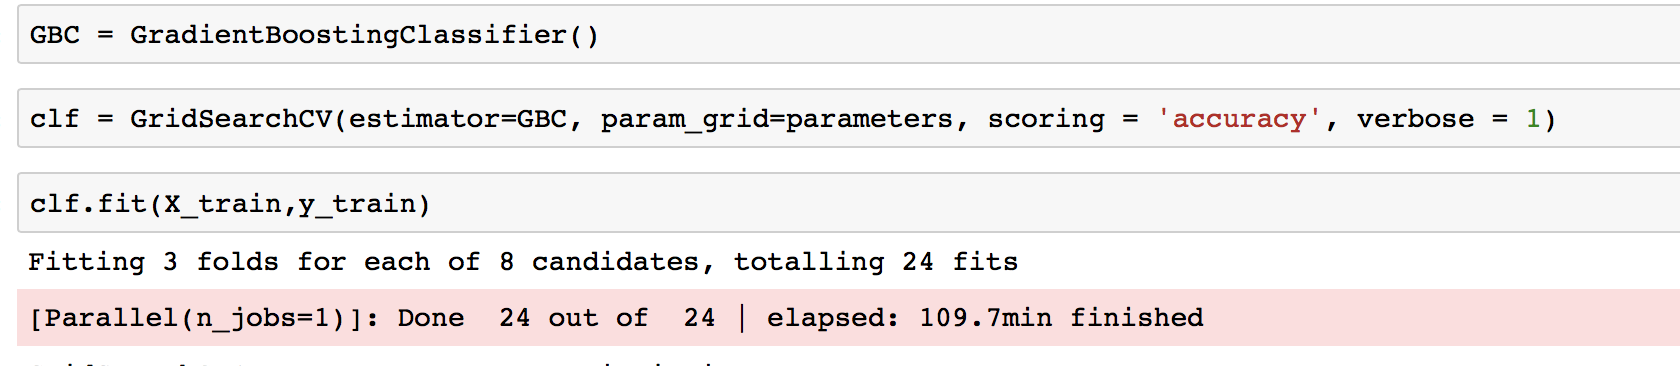 GBC = GradientBoostingClassifier()
clf = GridSearchCV(estimator=GBC, param_grid=parameters, scoring = 'accuracy', verbose = 1)
clf.fit(X_train,y_train)
Fitting 3 folds for each of 8 candidates, totalling 24 fits
[Parallel(n_jobs=1)]: Done  24 out of  24 | elapsed: 109.7min finished